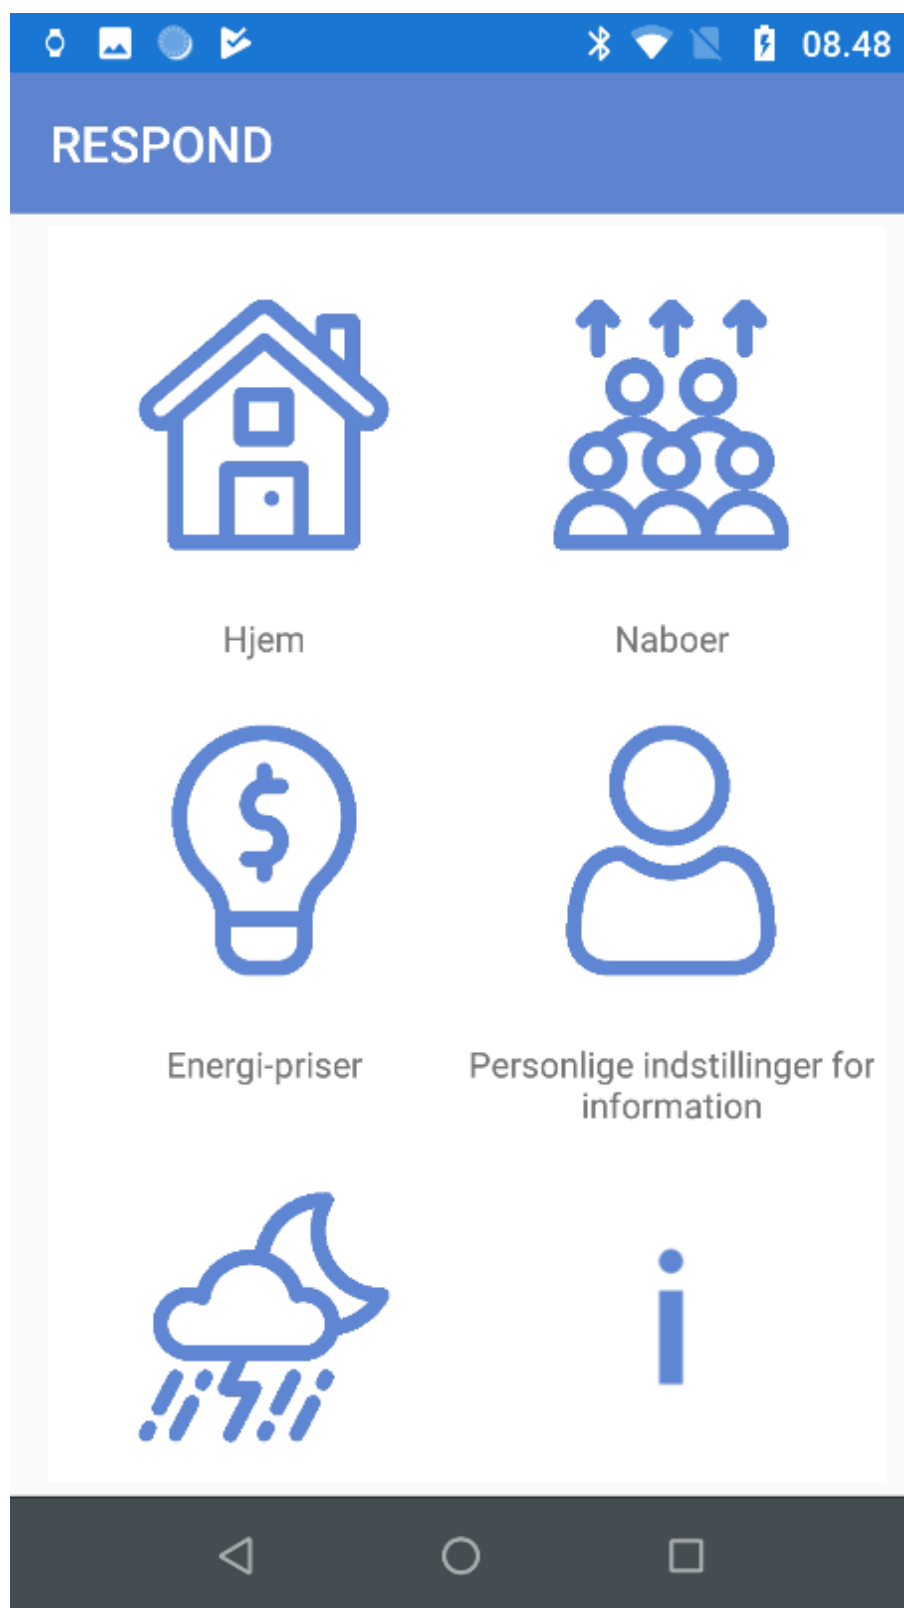 08.48
RESPOND
Hjem
Naboer
Energi-priser
Personlige indstillinger for
information